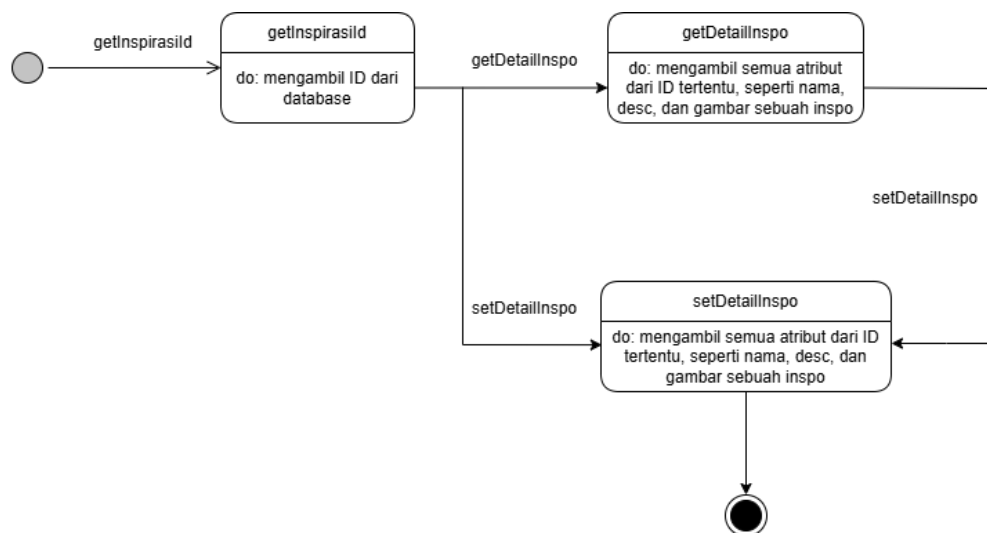 getInspirasiId
getInspirasiId
do: mengambil ID dari
database
getDetailInspo
getDetailInspo
do: mengambil semua atribut
dari ID tertentu, seperti nama,
desc, dan gambar sebuah inspo
setDetailInspo
setDetailInspo
setDetailInspo
do: mengambil semua atribut dari ID
tertentu, seperti nama, desc, dan
gambar sebuah inspo